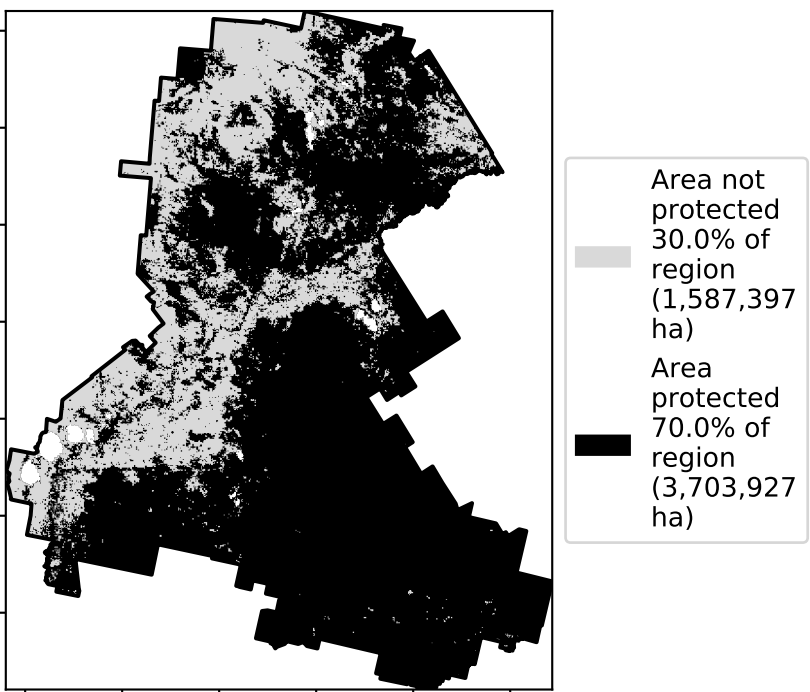 Area not
protected
30.0% of
region
(1,587,397
ha)
Area
protected
70.0% of
region
(3,703,927
ha)